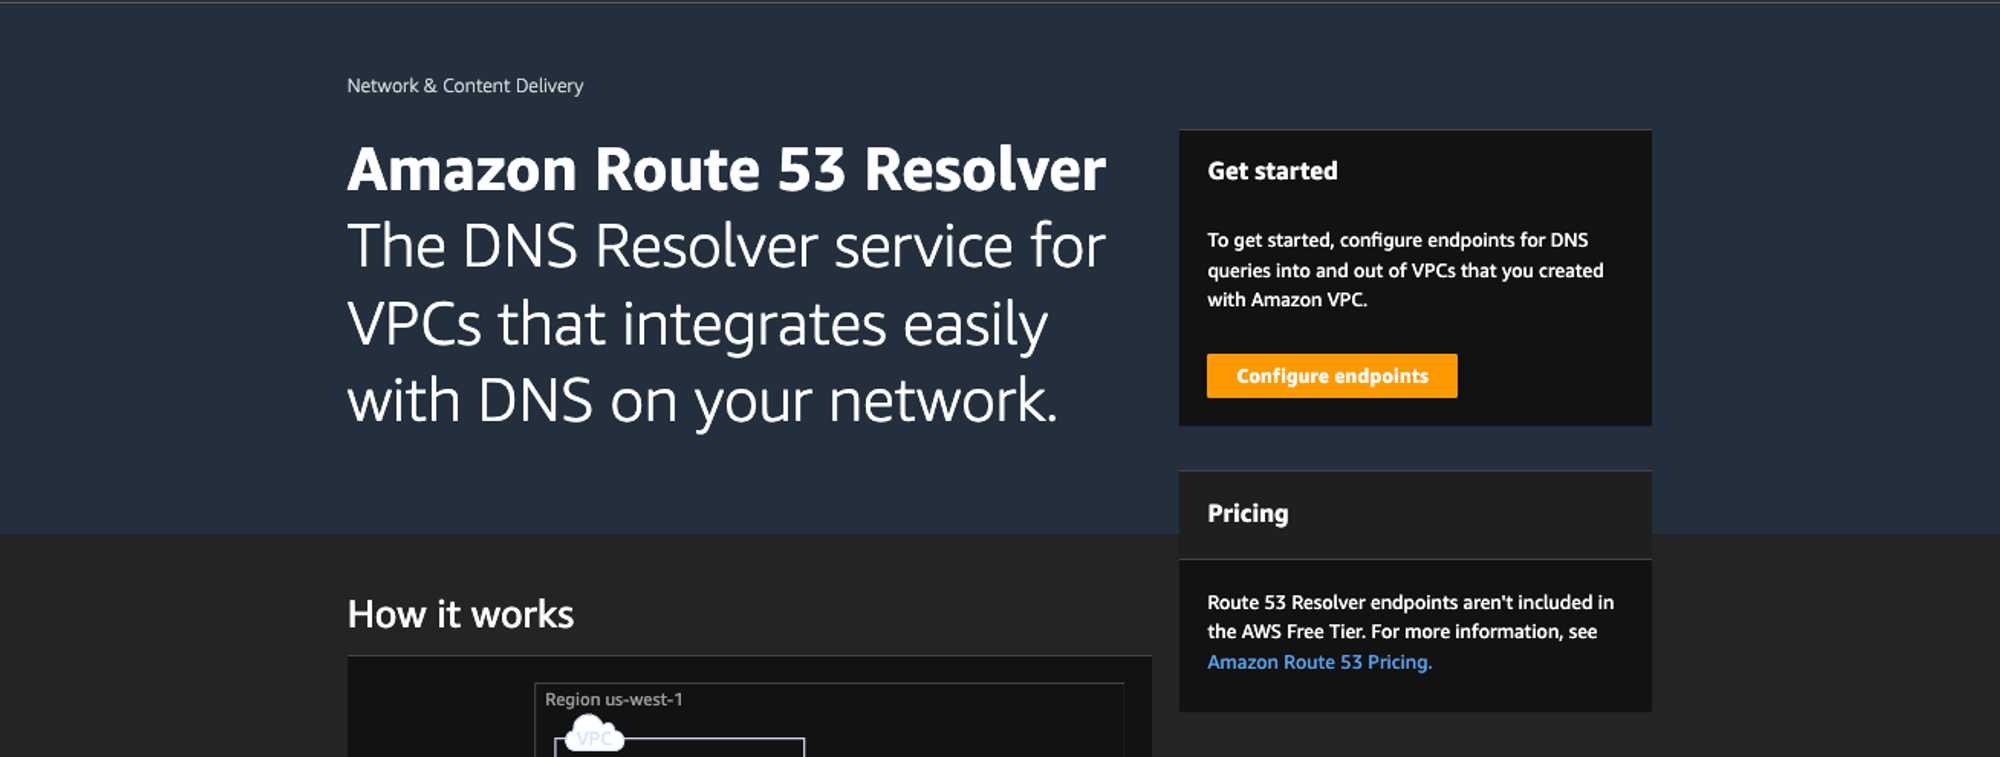 Network & Content Delivery
Amazon Route 53 Resolver
The DNS Resolver service for
VPCs that integrates easily
with DNS on your network.
Get started
To get started, configure endpoints for DNS
queries into and out of VPCs that you created
with Amazon VPC.
Configure endpoints
Pricing
Route 53 Resolver endpoints aren't included in
the AWS Free Tier. For more information, see
Amazon Route 53 Pricing.
How it works
Region us-west-1
VPC